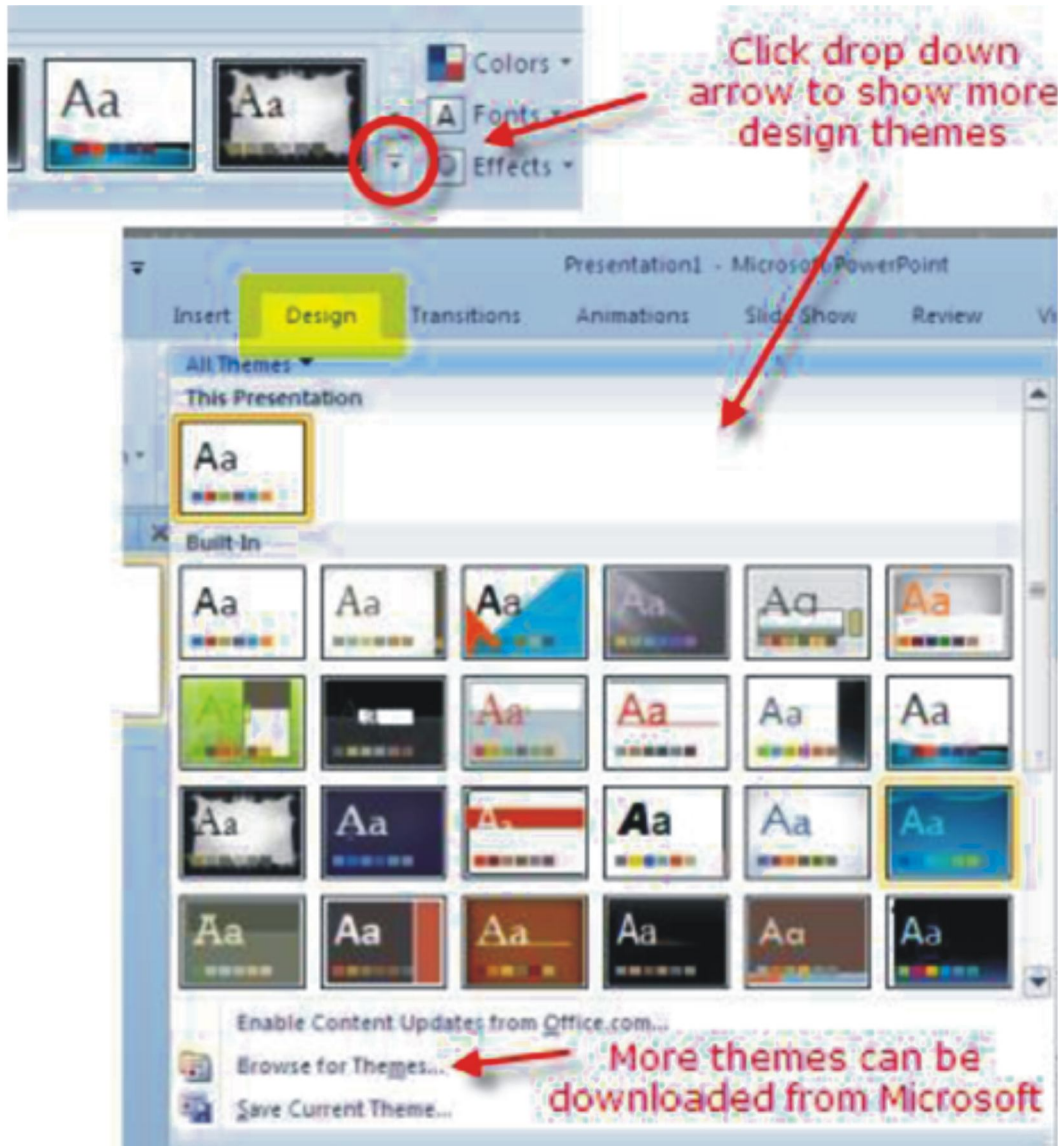 Aa
Aa
Colors
Fonts
Effects
Click drop down
arrow to show more
design themes
Presentation1 - Microsoft PowerPoint
Insert Design Transitions Animations Slide Show Review
All Themes
This Presentation
Aa
Built-In
Aa Aa Aa Aa Aa Aa
Aa Aa Aa Aa Aa
Aa Aa Aa Aa Aa Aa
Aa Aa Aa Aa Aa Aa
Enable Content Updates from Office.com...
Browse for Themes...
Save Current Theme...
More themes can be
downloaded from Microsoft